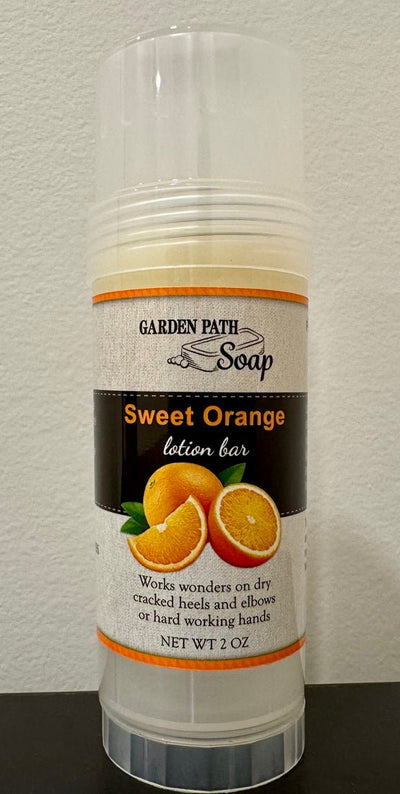 GARDEN PATH
Soap
Sweet Orange
lotion bar
Works wonders on dry
cracked heels and elbows
or hard working hands
NET WT 2 OZ